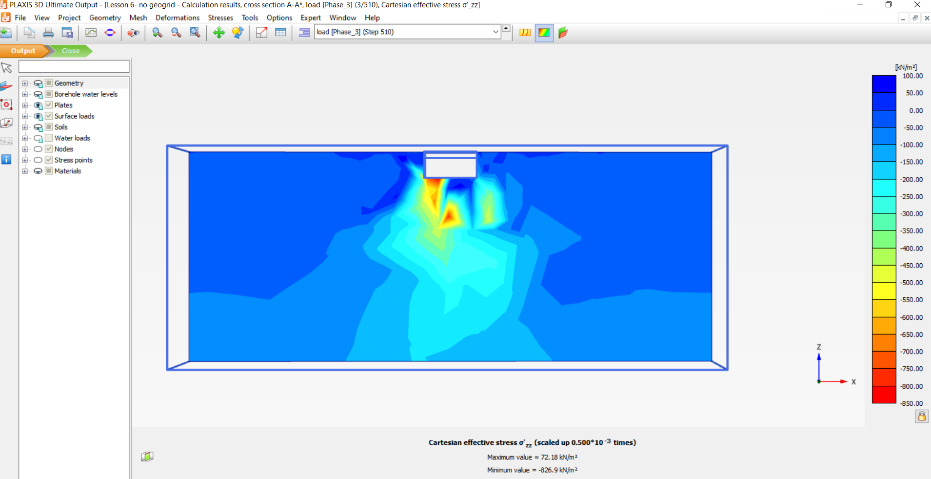 PLAXIS 3D Ultimate Output - [Lesson 6- no geogrid - Calculation results, cross section A-A*, load [Phase_3] (3/510), Cartesian effective stress σ' zz]
File View Project Geometry Mesh Deformations Stresses Tools Options Expert Window Help
load [Phase_3] (Step 510)
Output Close
Geometry
Borehole water levels
Plates
Surface loads
Soils
Water loads
Nodes
Stress points
Materials
[kN/m²]
100.00
50.00
0.00
-50.00
-100.00
-150.00
-200.00
-250.00
-300.00
-350.00
-400.00
-450.00
-500.00
-550.00
-600.00
-650.00
-700.00
-750.00
-800.00
-850.00
Z
X
Cartesian effective stress σ'zz (scaled up 0.500*10-3 times)
Maximum value = 72.18 kN/m²
Minimum value = -826.9 kN/m²